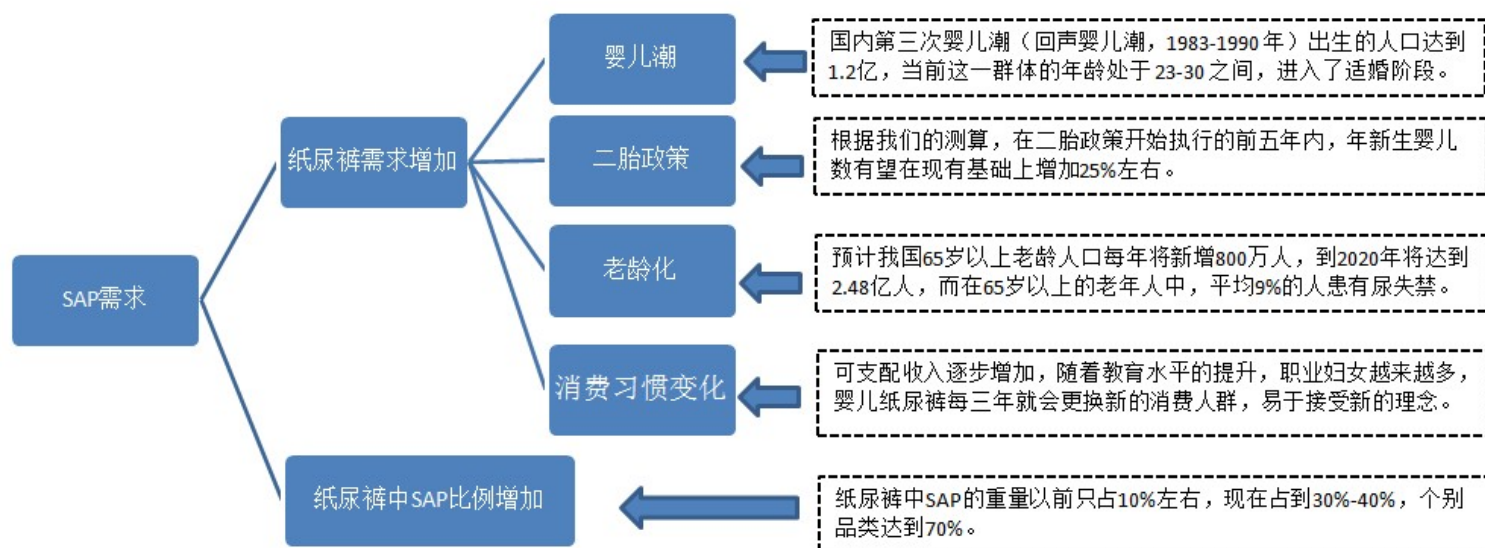 SAP需求
纸尿裤需求增加
婴儿潮
国内第三次婴儿潮（回声婴儿潮，1983-1990年）出生的人口达到
1.2亿，当前这一群体的年龄处于23-30之间，进入了适婚阶段。
二胎政策
根据我们的测算，在二胎政策开始执行的前五年内，年新生婴儿
数有望在现有基础上增加25%左右。
老龄化
预计我国65岁以上老龄人口每年将新增800万人，到2020年将达到
2.48亿人，而在65岁以上的老年人中，平均9%的人患有尿失禁。
消费习惯变化
可支配收入逐步增加，随着教育水平的提升，职业妇女越来越多，
婴儿纸尿裤每三年就会更换新的消费人群，易于接受新的理念。
纸尿裤中SAP比例增加
纸尿裤中SAP的重量以前只占10%左右，现在占到30%-40%，个别
品类达到70%。